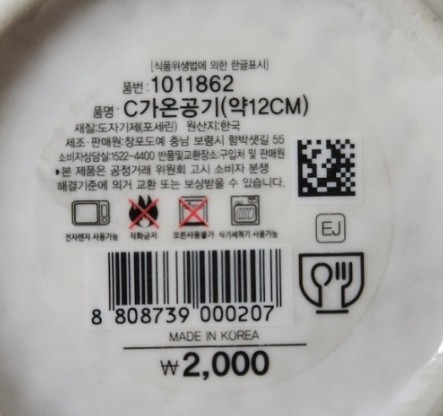 [식품위생법에 의한 한글표시]
품번: 1011862
품명: C가온공기(약12CM)
재질:도자기제(포세린) 원산지:한국
제조·판매원:창포도예 충남 보령시 함박샛길 55
소비자상담실:1522-4400 반품및교환장소:구입처 및 판매원
•본 제품은 공정거래 위원회 고시 소비자 분쟁
해결기준에 의거 교환 또는 보상받을 수 있습니다.
전자렌지 사용가능 직화금지 오븐사용불가 식기세척기 사용가능
EJ
8 808739 000207
MADE IN KOREA
₩2,000